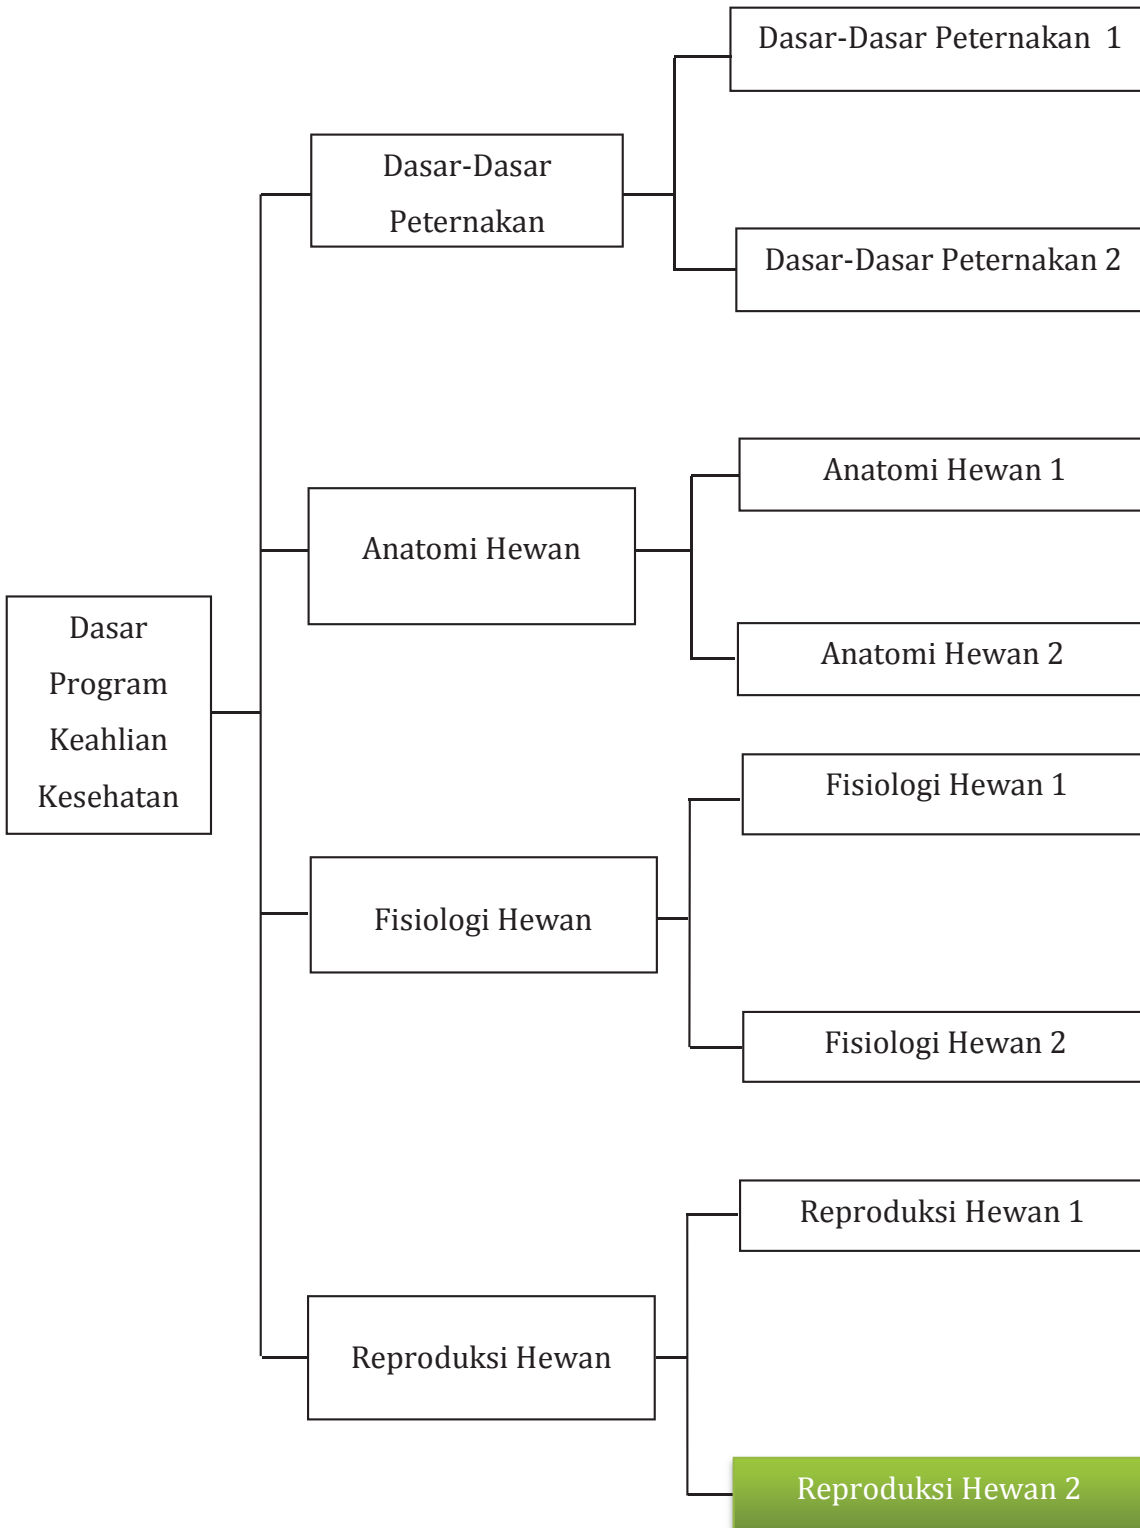 Dasar-Dasar Peternakan 1
Dasar-Dasar
Peternakan
Dasar-Dasar Peternakan 2
Anatomi Hewan 1
Anatomi Hewan
Anatomi Hewan 2
Dasar
Program
Keahlian
Kesehatan
Fisiologi Hewan 1
Fisiologi Hewan
Fisiologi Hewan 2
Reproduksi Hewan 1
Reproduksi Hewan
Reproduksi Hewan 2